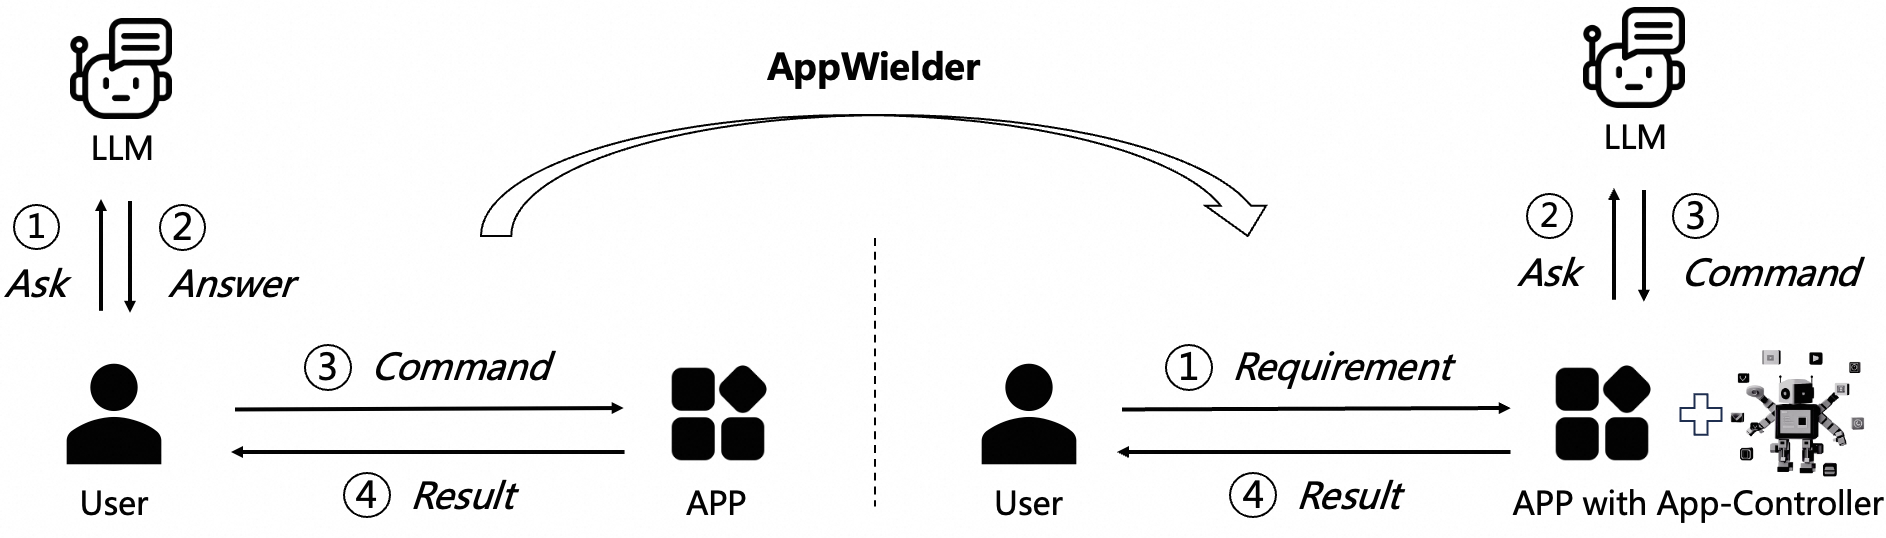 AppWielder
LLM
① Ask
② Answer
③ Command
④ Result
User
APP
LLM
② Ask
③ Command
① Requirement
④ Result
User
APP with App-Controller